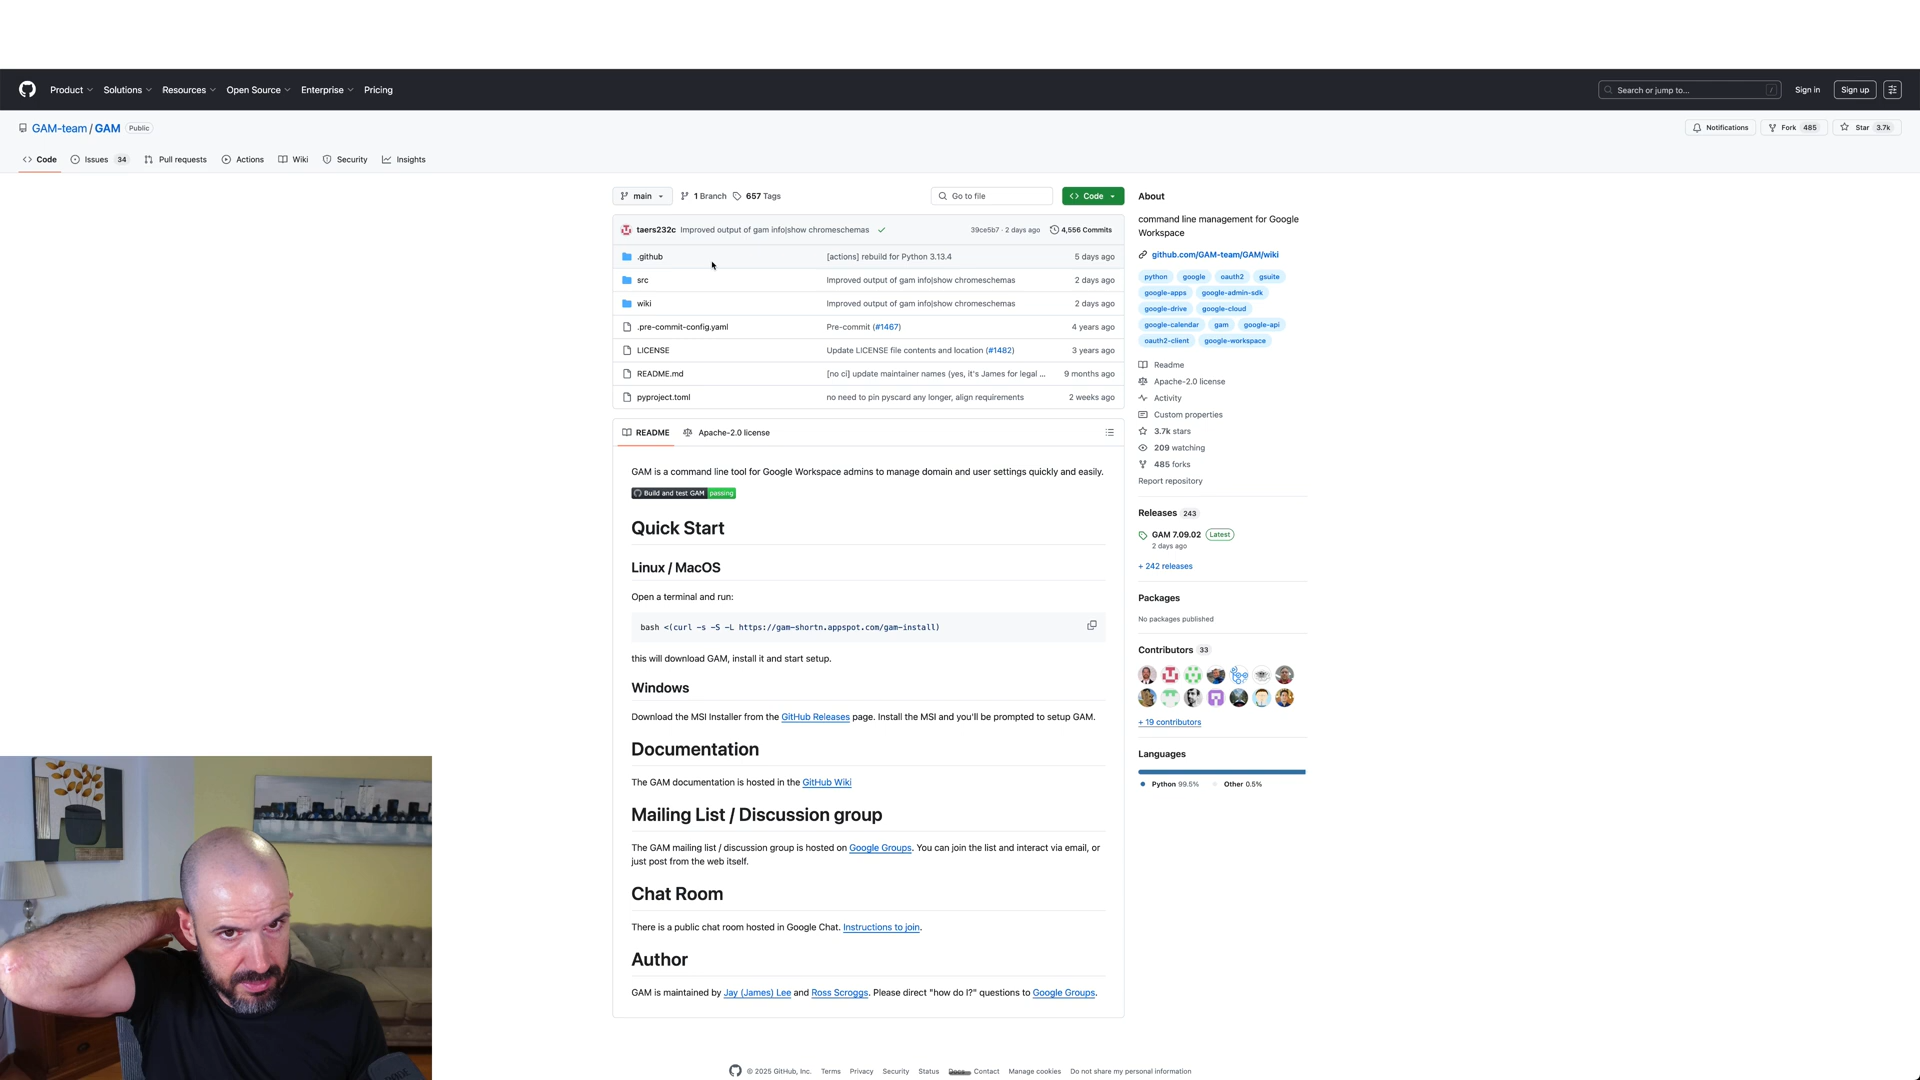 Product
Solutions
Resources
Open Source
Enterprise
Pricing
Search or jump to...
/
Sign in
Sign up
GAM-team / GAM
Public
Notifications
Fork 485
Star 3.7k
Code
Issues 34
Pull requests
Actions
Wiki
Security
Insights
main
1 Branch
657 Tags
Go to file
Code
taers232c Improved output of gam info|show chromeschemas
39ce5b7 · 2 days ago
4,556 Commits
.github [actions] rebuild for Python 3.13.4 5 days ago
src Improved output of gam info|show chromeschemas 2 days ago
wiki Improved output of gam info|show chromeschemas 2 days ago
.pre-commit-config.yaml Pre-commit (#1467) 4 years ago
LICENSE Update LICENSE file contents and location (#1482) 3 years ago
README.md [no ci] update maintainer names (yes, it's James for legal ... 9 months ago
pyproject.toml no need to pin pyscard any longer, align requirements 2 weeks ago
README
Apache-2.0 license
GAM is a command line tool for Google Workspace admins to manage domain and user settings quickly and easily.
Build and test GAM passing
Quick Start
Linux / MacOS
Open a terminal and run:
bash <(curl -s -S -L https://gam-shortn.appspot.com/gam-install)
this will download GAM, install it and start setup.
Windows
Download the MSI Installer from the GitHub Releases page. Install the MSI and you'll be prompted to setup GAM.
Documentation
The GAM documentation is hosted in the GitHub Wiki
Mailing List / Discussion group
The GAM mailing list / discussion group is hosted on Google Groups. You can join the list and interact via email, or
just post from the web itself.
Chat Room
There is a public chat room hosted in Google Chat. Instructions to join.
Author
GAM is maintained by Jay (James) Lee and Ross Scroggs. Please direct "how do I?" questions to Google Groups.
About
command line management for Google
Workspace
github.com/GAM-team/GAM/wiki
python google oauth2 gsuite
google-apps google-admin-sdk
google-drive google-cloud
google-calendar gam google-api
oauth2-client google-workspace
Readme
Apache-2.0 license
Activity
Custom properties
3.7k stars
209 watching
485 forks
Report repository
Releases 243
GAM 7.09.02 Latest
2 days ago
+ 242 releases
Packages
No packages published
Contributors 33
+ 19 contributors
Languages
Python 99.5% Other 0.5%
© 2025 GitHub, Inc. Terms Privacy Security Status Docs Contact Manage cookies Do not share my personal information